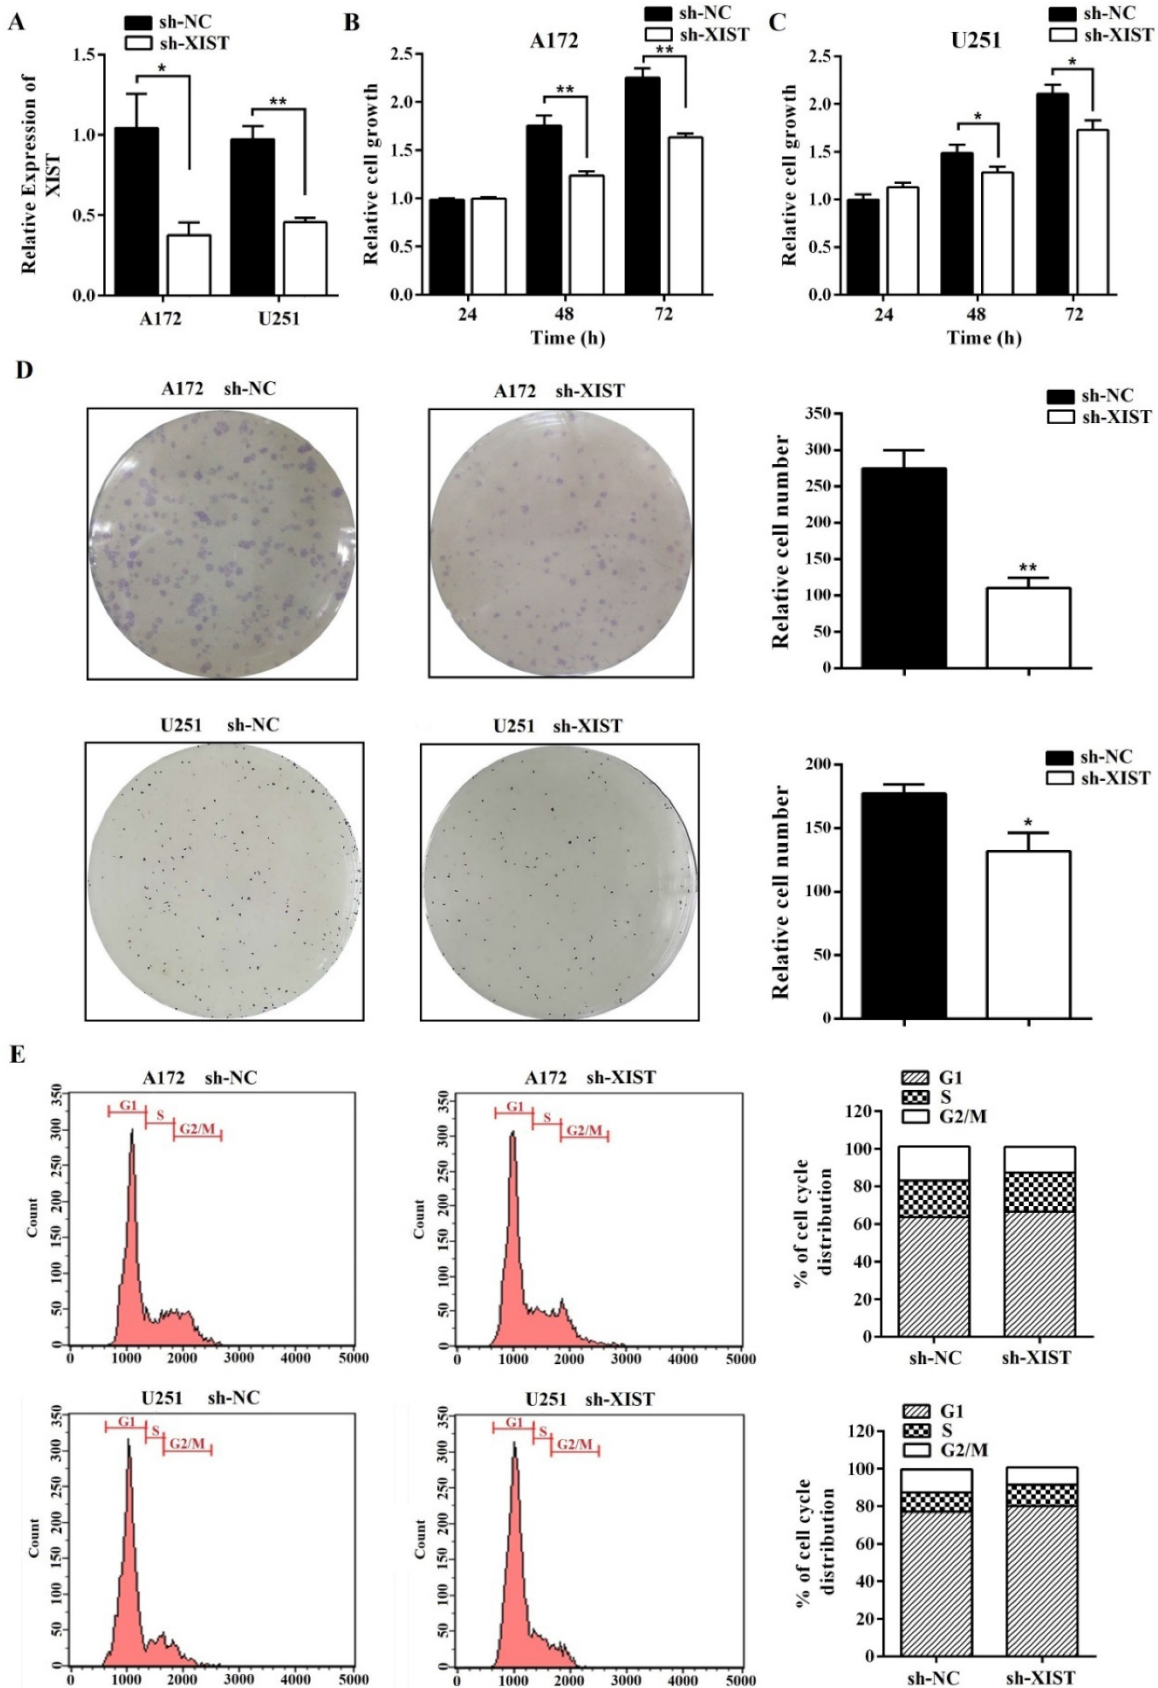 A
sh-NC
sh-XIST
Relative Expression of
XIST
1.5
1.0
0.5
0.0
*
**
A172
U251
B
A172
sh-NC
sh-XIST
Relative cell growth
2.5
2.0
1.5
1.0
0.5
0.0
**
**
24
48
72
Time (h)
C
U251
sh-NC
sh-XIST
Relative cell growth
2.5
2.0
1.5
1.0
0.5
0.0
*
*
24
48
72
Time (h)
D
A172 sh-NC
A172 sh-XIST
sh-NC
sh-XIST
Relative cell number
350
300
250
200
150
100
50
0
**
U251 sh-NC
U251 sh-XIST
sh-NC
sh-XIST
Relative cell number
200
150
100
50
0
*
E
A172 sh-NC
G1
S
G2/M
Count
350
300
250
200
150
100
50
0
0 1000 2000 3000 4000 5000
A172 sh-XIST
G1
S
G2/M
Count
350
300
250
200
150
100
50
0
0 1000 2000 3000 4000 5000
G1
S
G2/M
% of cell cycle
distribution
120
100
80
60
40
20
0
sh-NC
sh-XIST
U251 sh-NC
G1
S
G2/M
Count
350
300
250
200
150
100
50
0
0 1000 2000 3000 4000 5000
U251 sh-XIST
G1
S
G2/M
Count
350
300
250
200
150
100
50
0
0 1000 2000 3000 4000 5000
G1
S
G2/M
% of cell cycle
distribution
120
100
80
60
40
20
0
sh-NC
sh-XIST